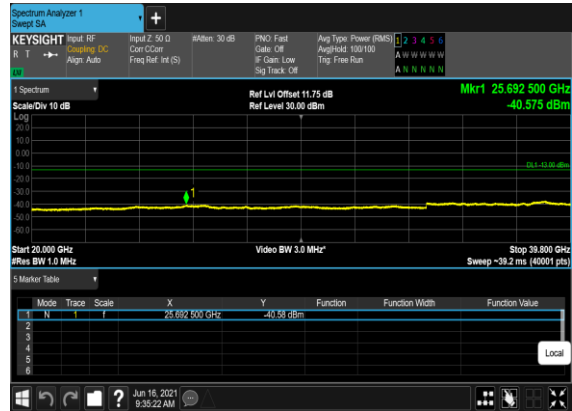 Spectrum Analyzer 1
Swept SA
+
KEYSIGHT Input: RF Input Z: 50 Ω #Atten: 30 dB PNO: Fast Avg Type: Power (RMS) 1 2 3 4 5 6
R T Coupling: DC Corr CCorr Gate: Off Avg|Hold: 100/100 A W W W W W
Align: Auto Freq Ref: Int (S) IF Gain: Low Trig: Free Run
Sig Track: Off A N N N N N
1 Spectrum Ref Lvl Offset 11.75 dB Mkr1 25.692 500 GHz
Scale/Div 10 dB Ref Level 30.00 dBm -40.575 dBm
Log
20.0
10.0
0.00
-10.0
DL1 -13.00 dBm
-20.0
-30.0
1
-40.0
-50.0
-60.0
Start 20.000 GHz Video BW 3.0 MHz* Stop 39.800 GHz
#Res BW 1.0 MHz Sweep ~39.2 ms (40001 pts)
5 Marker Table
Mode Trace Scale X Y Function Function Width Function Value
1 N 1 f 25.692 500 GHz -40.58 dBm
2
3
4
5
6
Local
? Jun 16, 2021
9:35:22 AM